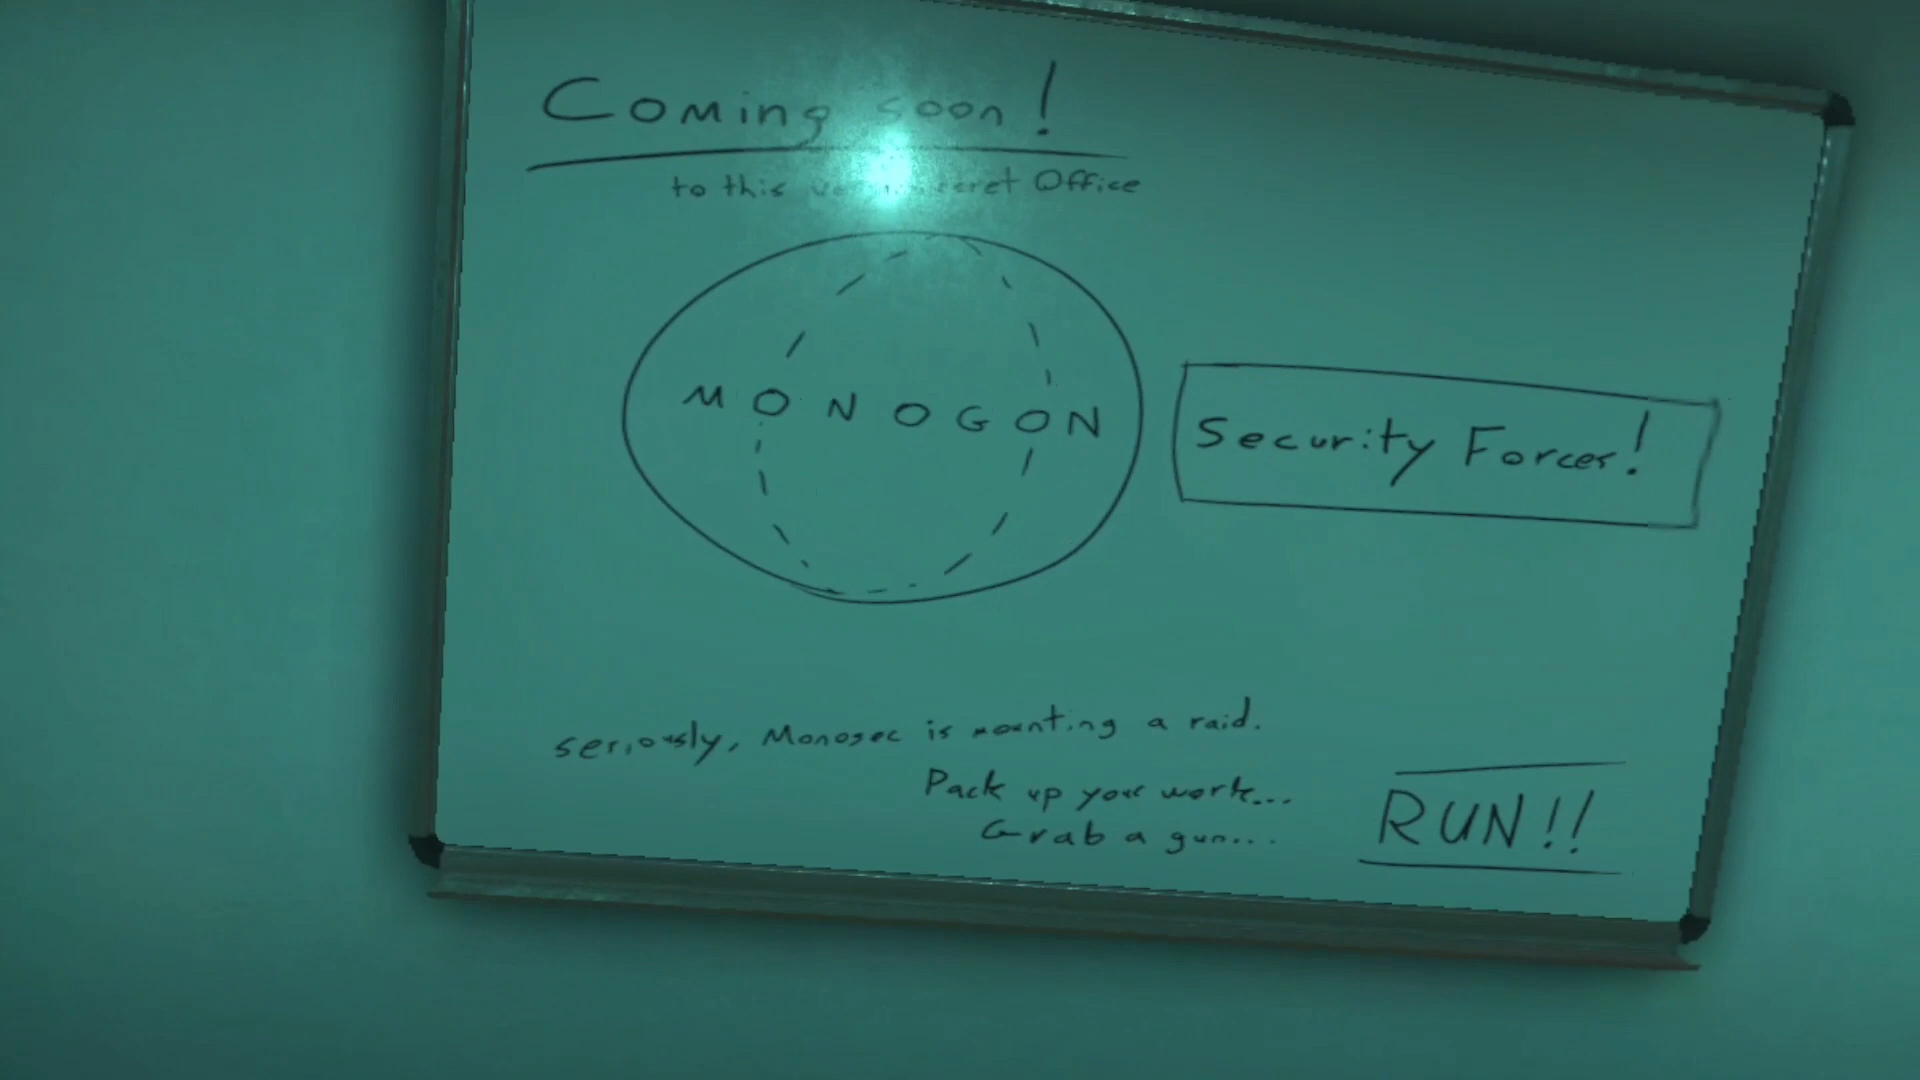 Coming soon!
to this secret Office
MONOGON
Security Forces!
seriously, Monosec is mounting a raid.
Pack up your work...
Grab a gun...
RUN!!